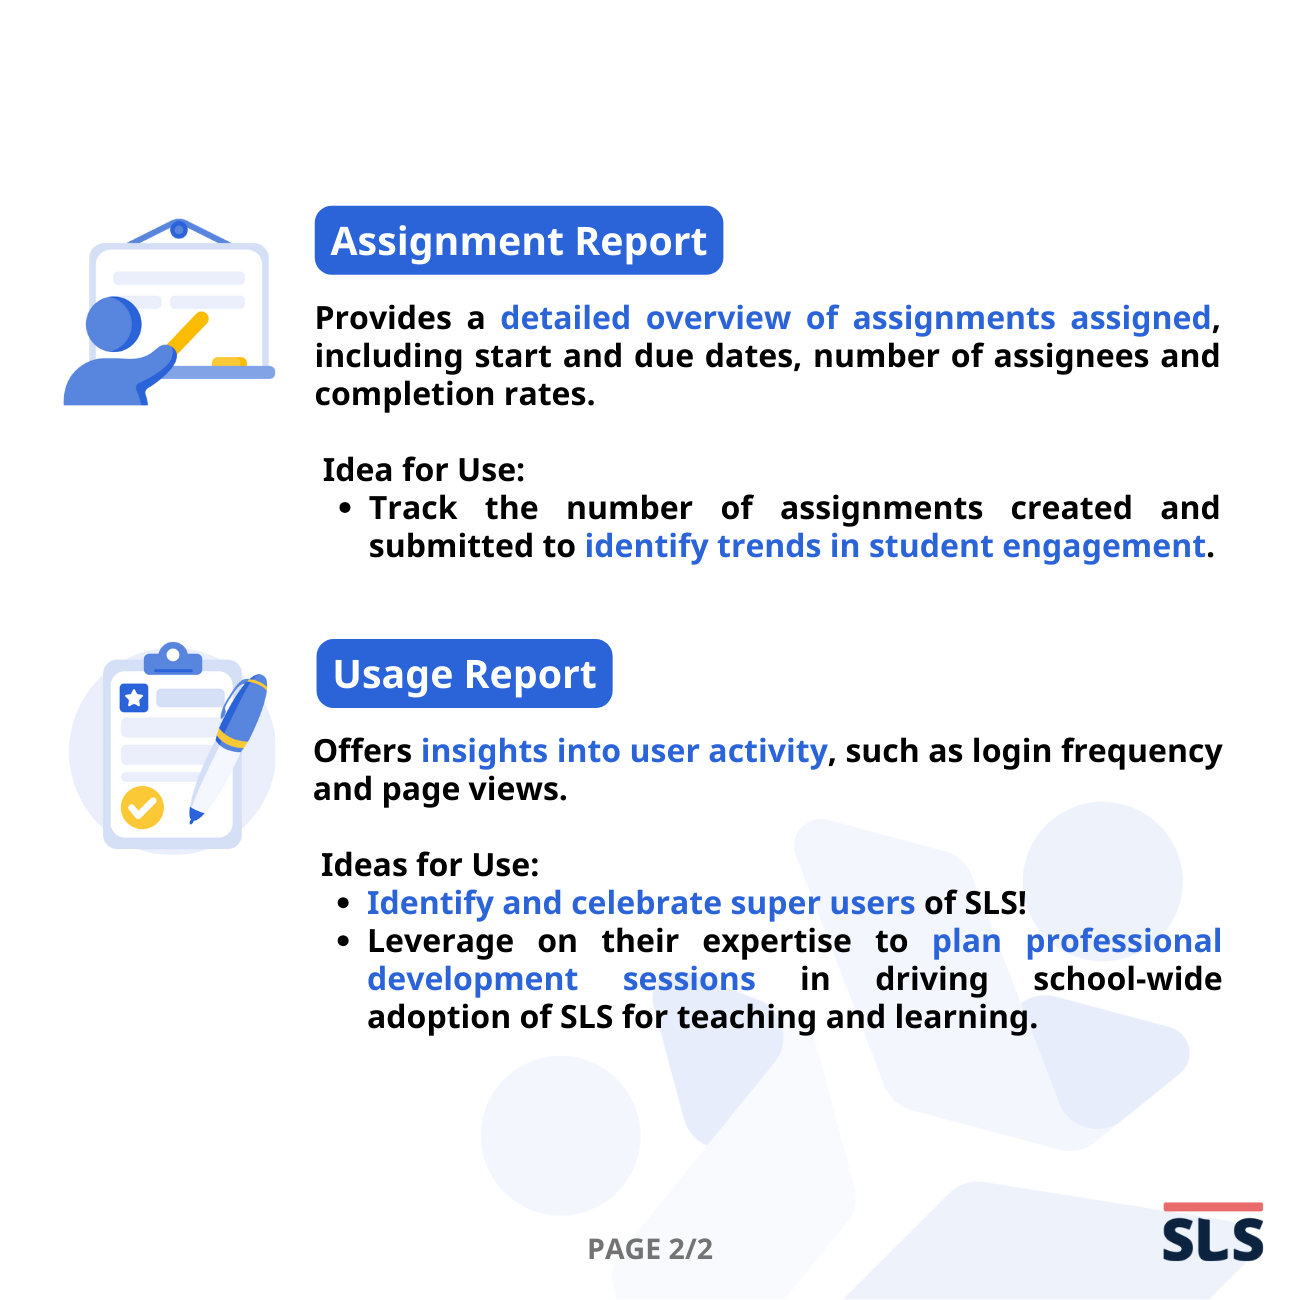 Assignment Report
Provides a detailed overview of assignments assigned,
including start and due dates, number of assignees and
completion rates.
Idea for Use:
• Track the number of assignments created and
submitted to identify trends in student engagement.
Usage Report
Offers insights into user activity, such as login frequency
and page views.
Ideas for Use:
• Identify and celebrate super users of SLS!
• Leverage on their expertise to plan professional
development sessions in driving school-wide
adoption of SLS for teaching and learning.
PAGE 2/2
SLS